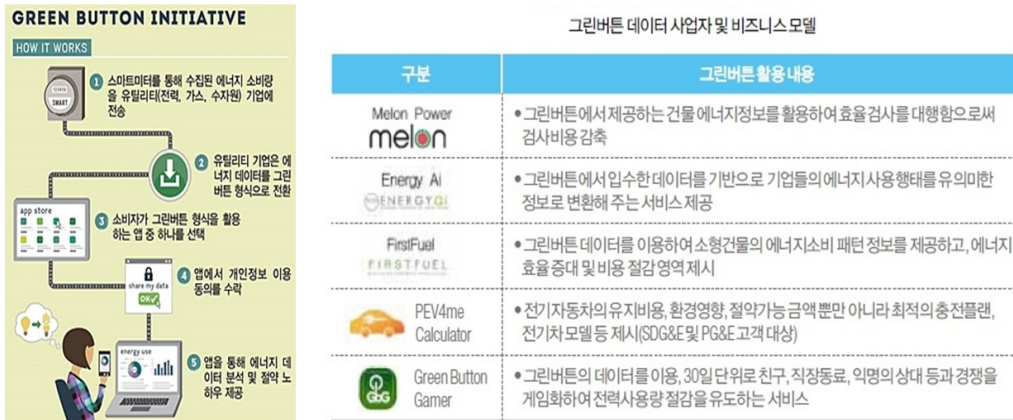 GREEN BUTTON INITIATIVE
HOW IT WORKS
SMART
1 스마트미터를 통해 수집된 에너지 소비량
을 유틸리티(전력, 가스, 수자원) 기업에
전송
2 유틸리티 기업은 에
너지 데이터를 그린
버튼 형식으로 전환
app store
3 소비자가 그린버튼 형식을 활용
하는 앱 중 하나를 선택
share my data
OK
4 앱에서 개인정보 이용
동의를 수락
energy use
5 앱을 통해 에너지 데
이터 분석 및 절약 노
하우 제공
그린버튼 데이터 사업자 및 비즈니스 모델
구분
그린버튼 활용 내용
Melon Power
melon
• 그린버튼에서 제공하는 건물 에너지정보를 활용하여 효율검사를 대행함으로써
검사비용 감축
Energy Ai
ENERGYAI
• 그린버튼에서 입수한 데이터를 기반으로 기업들의 에너지 사용행태를 유의미한
정보로 변환해 주는 서비스 제공
FirstFuel
FIRSTFUEL
• 그린버튼 데이터를 이용하여 소형건물의 에너지소비 패턴 정보를 제공하고, 에너지
효율 증대 및 비용 절감 영역 제시
PEV4me
Calculator
• 전기자동차의 유지비용, 환경영향, 절약가능 금액 뿐만 아니라 최적의 충전플랜,
전기차 모델 등 제시(SDG&E 및 PG&E 고객 대상)
GbG
Green Button
Gamer
• 그린버튼의 데이터를 이용, 30일 단위로 친구, 직장동료, 익명의 상대 등과 경쟁을
게임화하여 전력사용량 절감을 유도하는 서비스